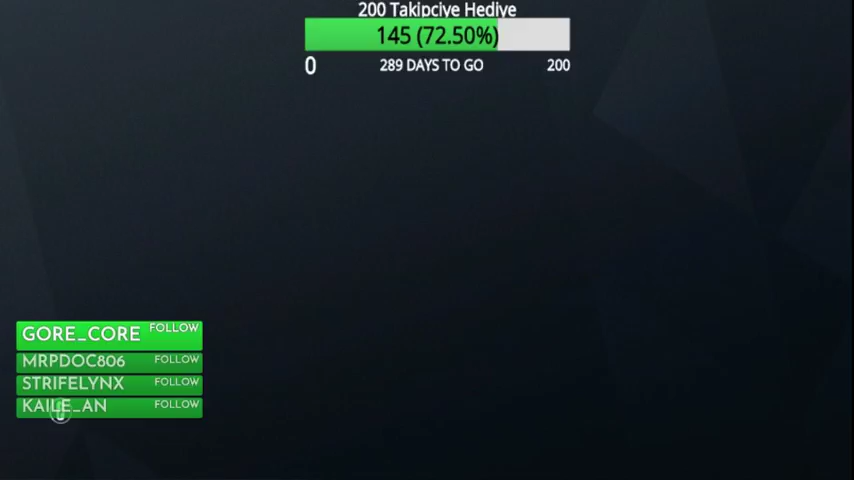 200 Takipciye Hediye
145 (72.50%)
0 289 DAYS TO GO 200
GORE_CORE FOLLOW
MRPDOC806 FOLLOW
STRIFELYNX FOLLOW
KAILE_AN FOLLOW